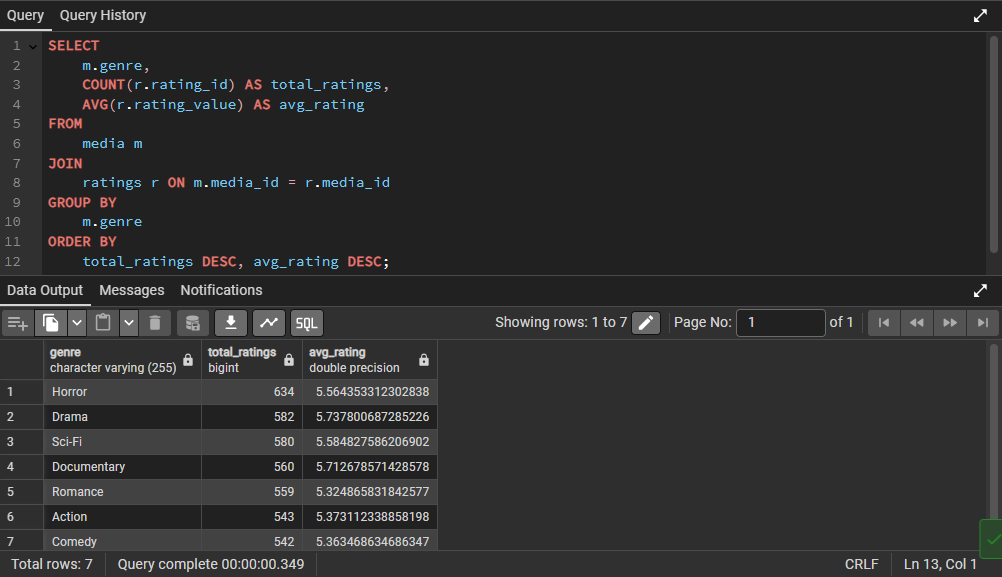 Query Query History
1 SELECT
2 m.genre,
3 COUNT(r.rating_id) AS total_ratings,
4 AVG(r.rating_value) AS avg_rating
5 FROM
6 media m
7 JOIN
8 ratings r ON m.media_id = r.media_id
9 GROUP BY
10 m.genre
11 ORDER BY
12 total_ratings DESC, avg_rating DESC;
Data Output Messages Notifications
SQL Showing rows: 1 to 7 Page No: 1 of 1
genre total_ratings avg_rating
character varying (255) bigint double precision
1 Horror 634 5.564353312302838
2 Drama 582 5.737800687285226
3 Sci-Fi 580 5.584827586206902
4 Documentary 560 5.712678571428578
5 Romance 559 5.324865831842577
6 Action 543 5.373112338858198
7 Comedy 542 5.363468634686347
Total rows: 7 Query complete 00:00:00.349 CRLF Ln 13, Col 1